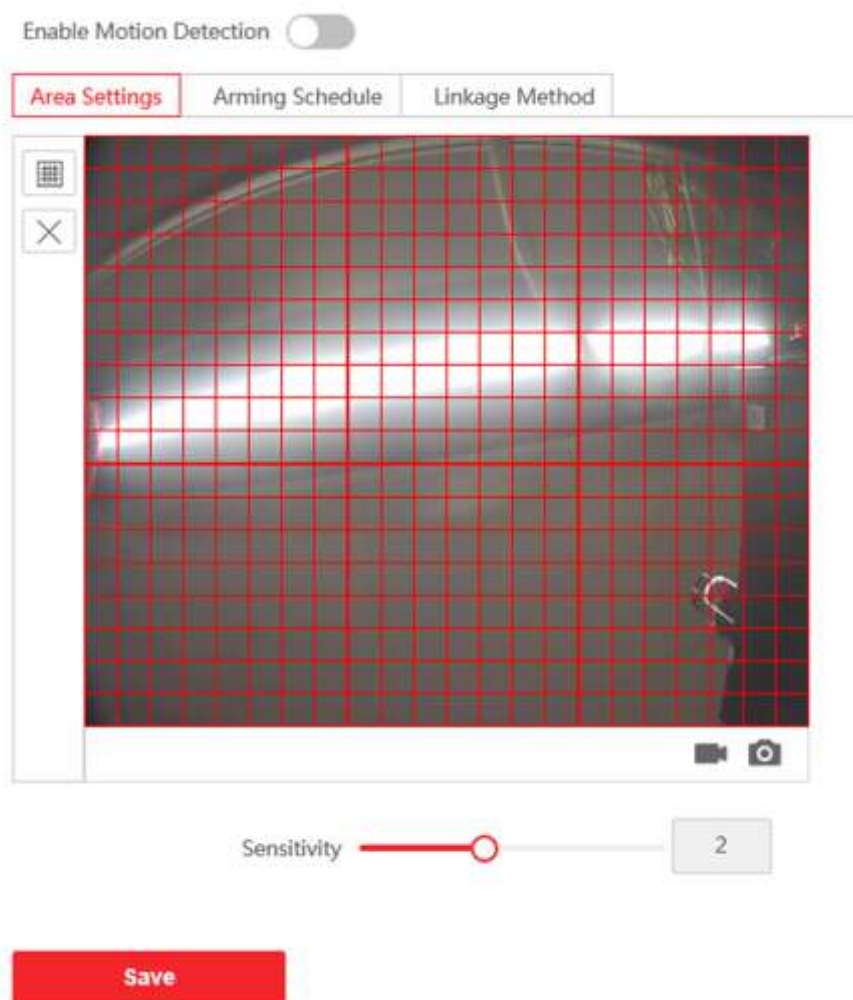 Enable Motion Detection
Area Settings Arming Schedule Linkage Method
Sensitivity 2
Save